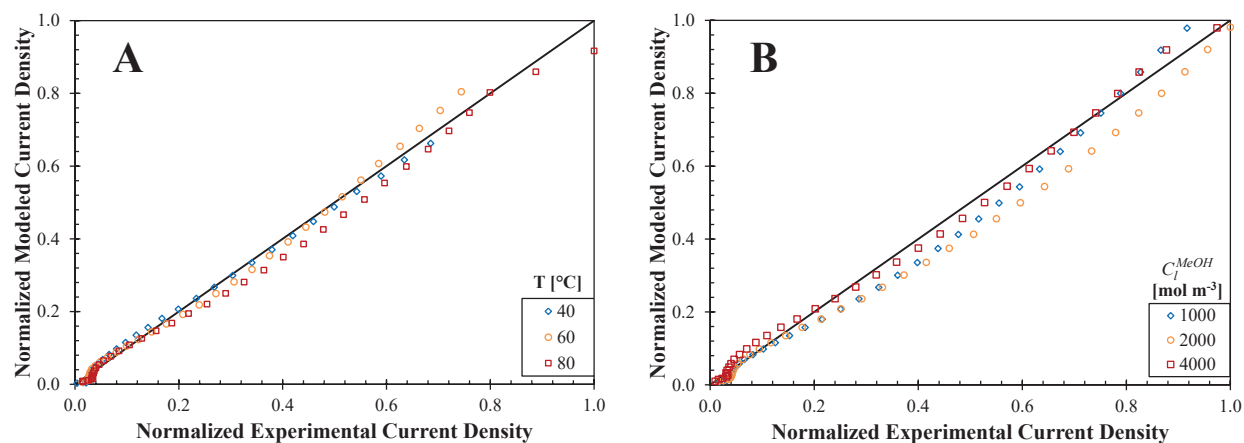 A
Normalized Modeled Current Density
1.0
0.8
0.6
0.4
0.2
0.0
0.0 0.2 0.4 0.6 0.8 1.0
Normalized Experimental Current Density
T [°C]
40
60
80
B
Normalized Modeled Current Density
1.0
0.8
0.6
0.4
0.2
0.0
0.0 0.2 0.4 0.6 0.8 1.0
Normalized Experimental Current Density
C_l^MeOH
[mol m⁻³]
1000
2000
4000